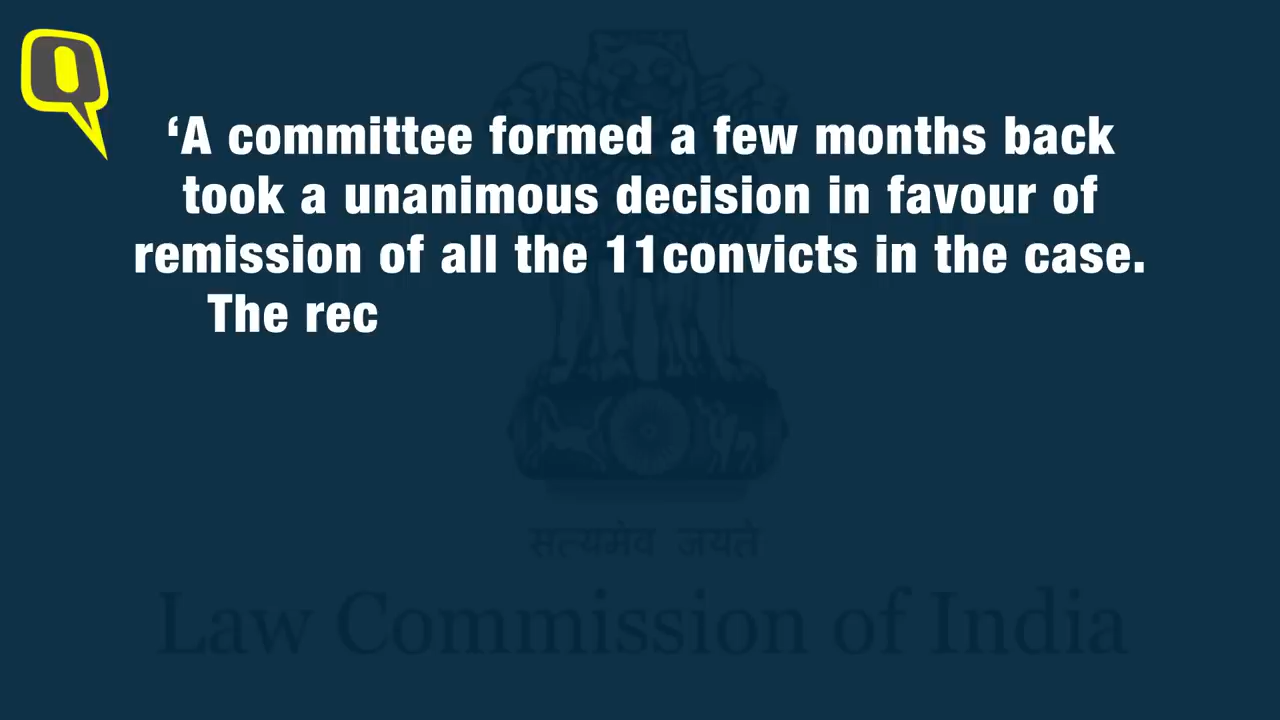 ‘A committee formed a few months back
took a unanimous decision in favour of
remission of all the 11convicts in the case.
The rec
सत्यमेव जयते
Law Commission of India